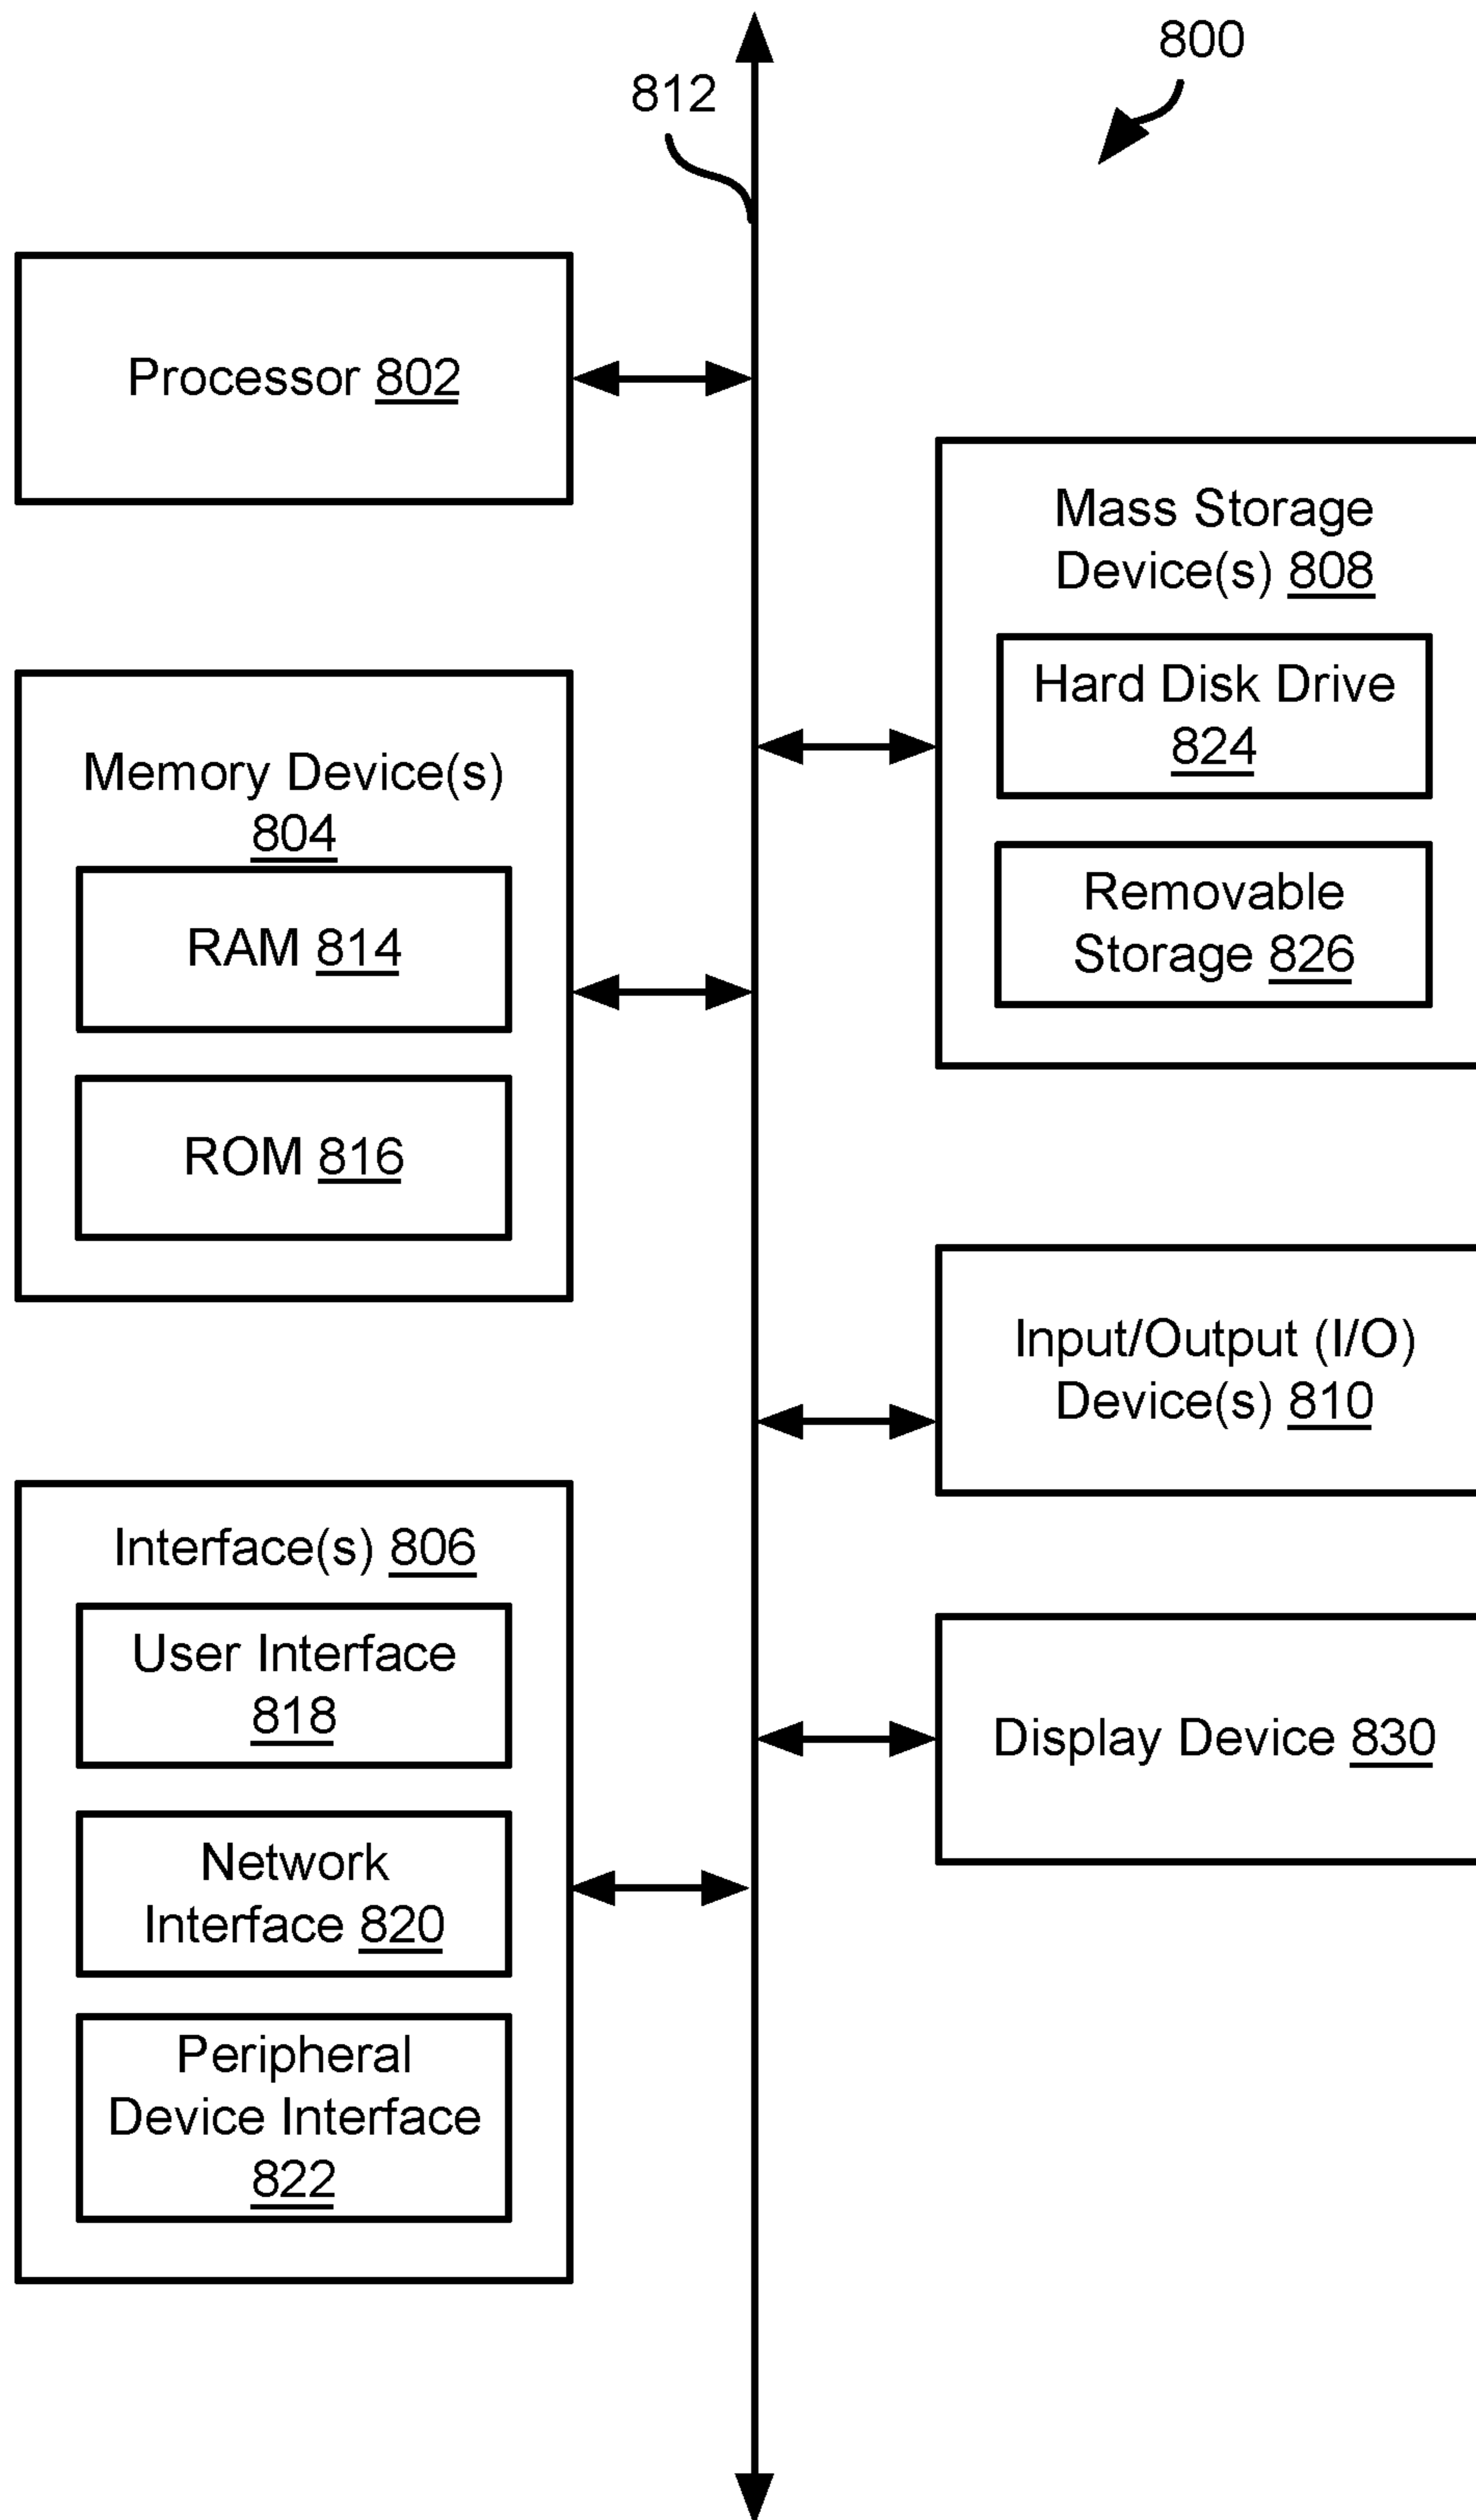 800
812
Processor 802
Mass Storage
Device(s) 808
Hard Disk Drive
824
Removable
Storage 826
Memory Device(s)
804
RAM 814
ROM 816
Input/Output (I/O)
Device(s) 810
Interface(s) 806
User Interface
818
Network
Interface 820
Peripheral
Device Interface
822
Display Device 830